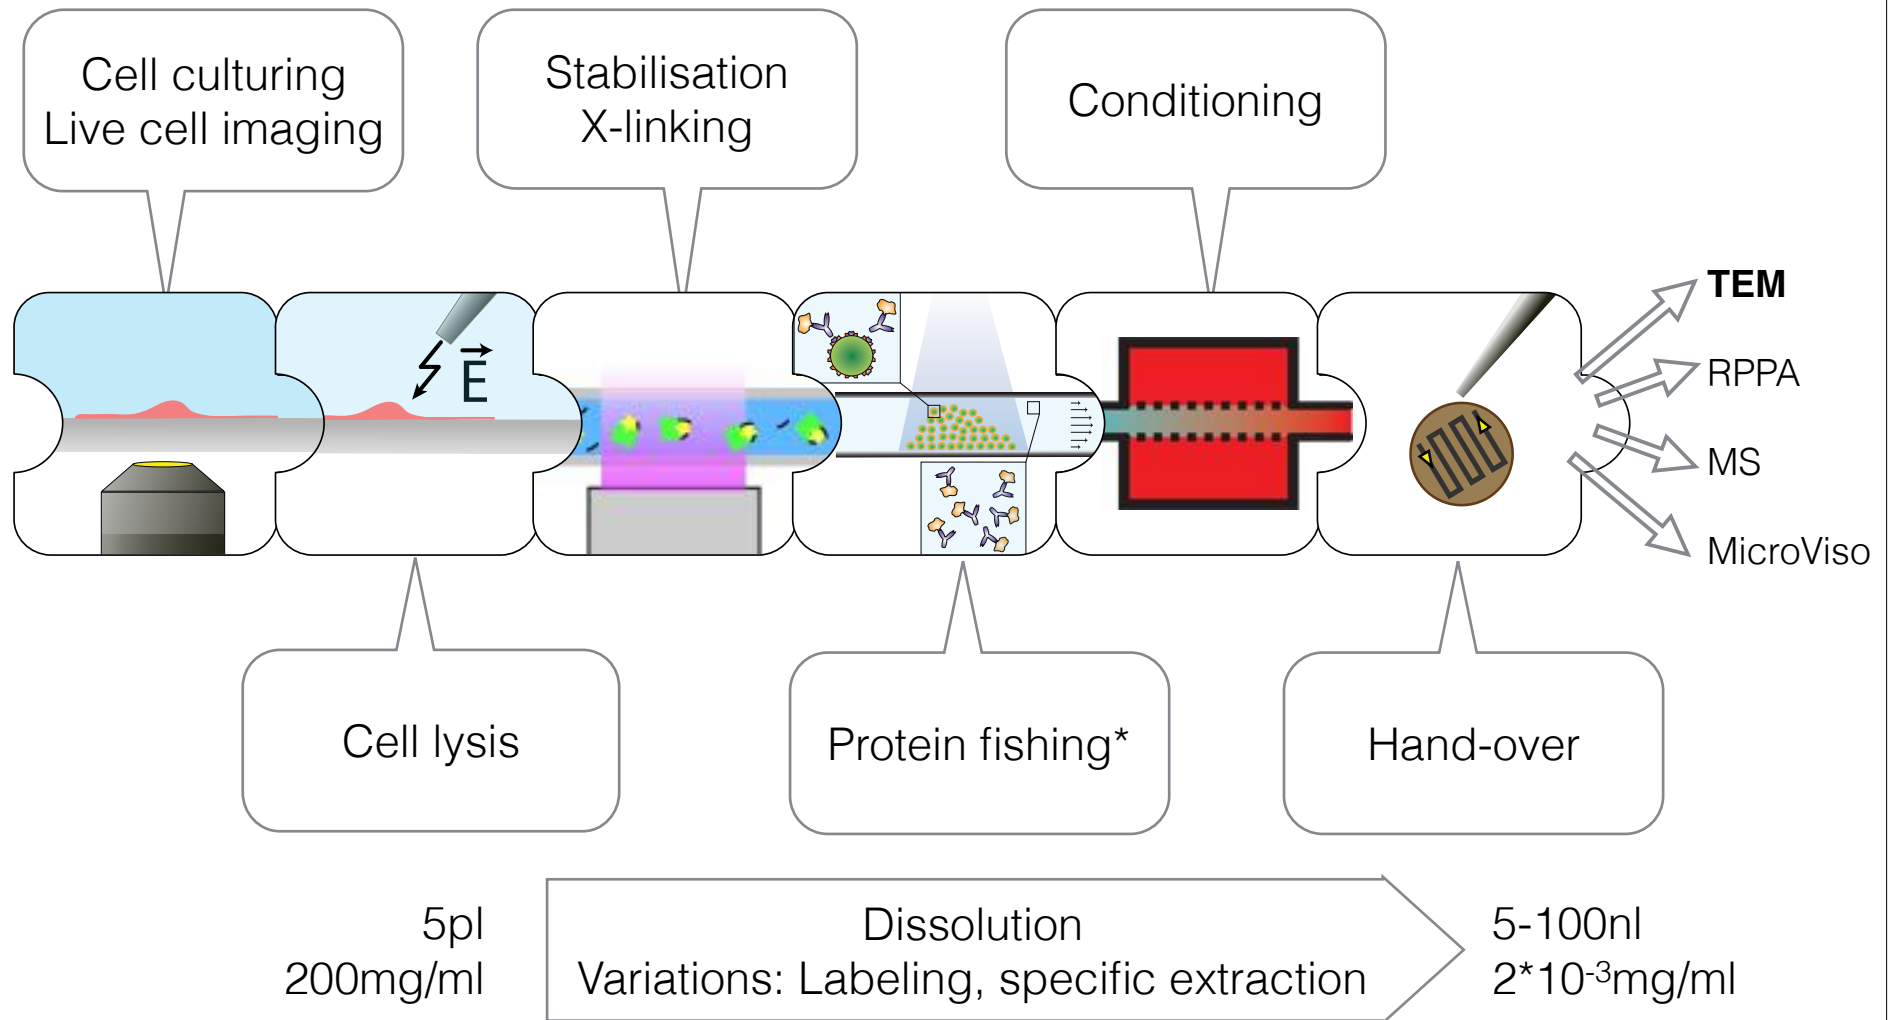 Cell culturing
Live cell imaging
Stabilisation
X-linking
Conditioning
E
TEM
RPPA
MS
MicroViso
Cell lysis
Protein fishing*
Hand-over
5pl
200mg/ml
Dissolution
Variations: Labeling, specific extraction
5-100nl
2*10⁻³mg/ml